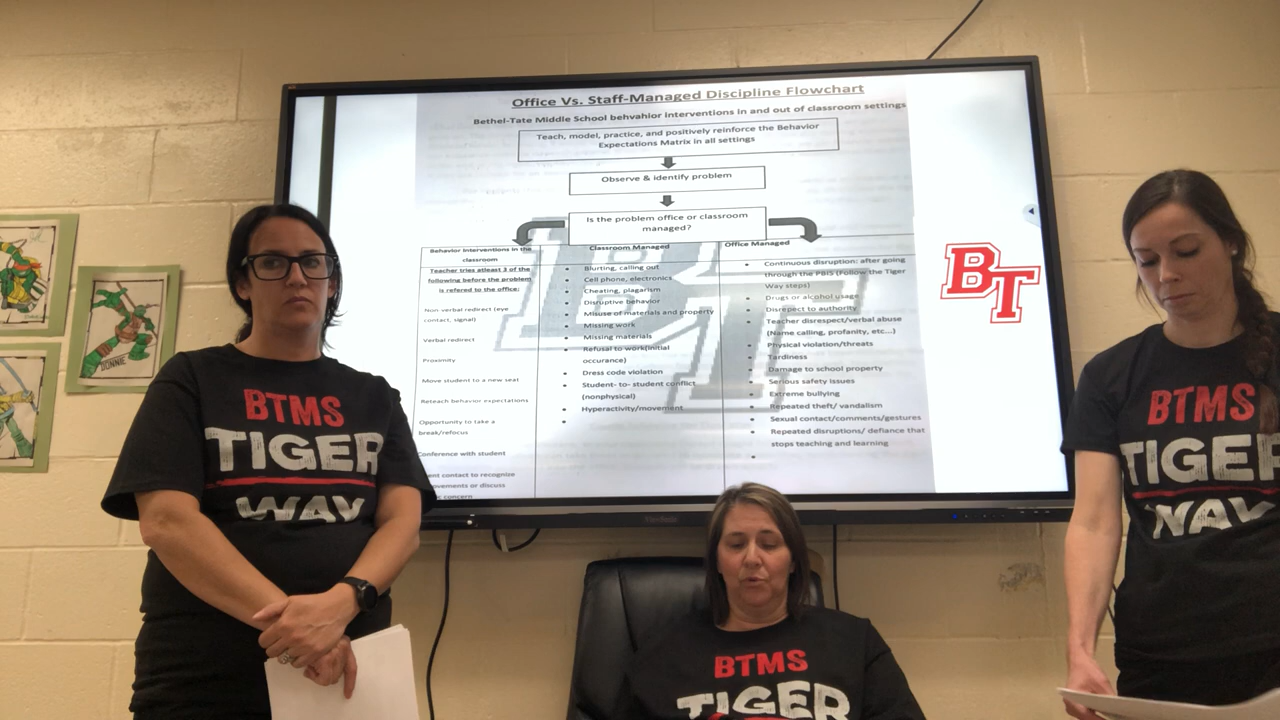 Office Vs. Staff-Managed Discipline Flowchart
Bethel-Tate Middle School behvahior interventions in and out of classroom settings
Teach, model, practice, and positively reinforce the Behavior
Expectations Matrix in all settings
Observe & identify problem
Is the problem office or classroom
managed?
Behavior Interventions in the
classroom
Teacher tries atleast 3 of the
following before the problem
is refered to the office:
Non-verbal redirect (eye
contact, signal)
Verbal redirect
Proximity
Move student to a new seat
Reteach behavior expectations
Opportunity to take a
break/refocus
Conference with student
contact to recognize
or discuss
concern
Classroom Managed
Blurting, calling out
Cell phone, electronics
Cheating, plagarism
Disruptive behavior
Misuse of materials and property
Missing work
Missing materials
Refusal to work(initial
occurance)
Dress code violation
Student- to- student conflict
(nonphysical)
Hyperactivity/movement
Office Managed
Continuous disruption: after going
through the PBIS (Follow the Tiger
Way steps)
Drugs or alcohol usage
Disrepect to authority
Teacher disrespect/verbal abuse
(Name calling, profanity, etc...)
Physical violation/threats
Tardiness
Damage to school property
Serious safety issues
Extreme bullying
Repeated theft/ vandalism
Sexual contact/comments/gestures
Repeated disruptions/ defiance that
stops teaching and learning
BT
DONNIE
BTMS
TIGER
WAY
BTMS
TIGER
BTMS
TIGER
WAY